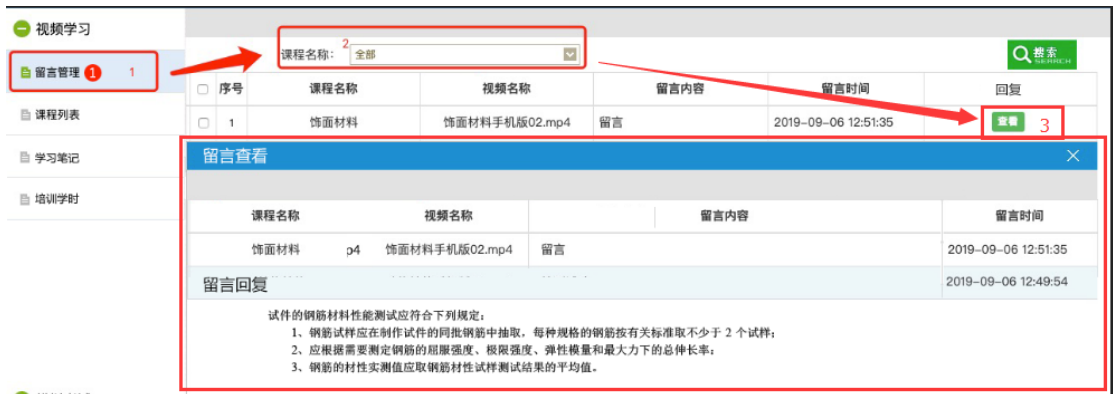 视频学习
留言管理 1 1
课程名称: 2 全部
搜索
SEARCH
序号 课程名称 视频名称 留言内容 留言时间 回复
1 饰面材料 饰面材料手机版02.mp4 留言 2019-09-06 12:51:35 查看 3
课程列表
学习笔记
培训学时
留言查看
课程名称 视频名称 留言内容 留言时间
饰面材料 p4 饰面材料手机版02.mp4 留言 2019-09-06 12:51:35
留言回复 2019-09-06 12:49:54
试件的钢筋材料性能测试应符合下列规定:
1、钢筋试样应在制作试件的同批钢筋中抽取,每种规格的钢筋按有关标准取不少于 2 个试样;
2、应根据需要测定钢筋的屈服强度、极限强度、弹性模量和最大力下的总伸长率;
3、钢筋的材性实测值应取钢筋材性试样测试结果的平均值。